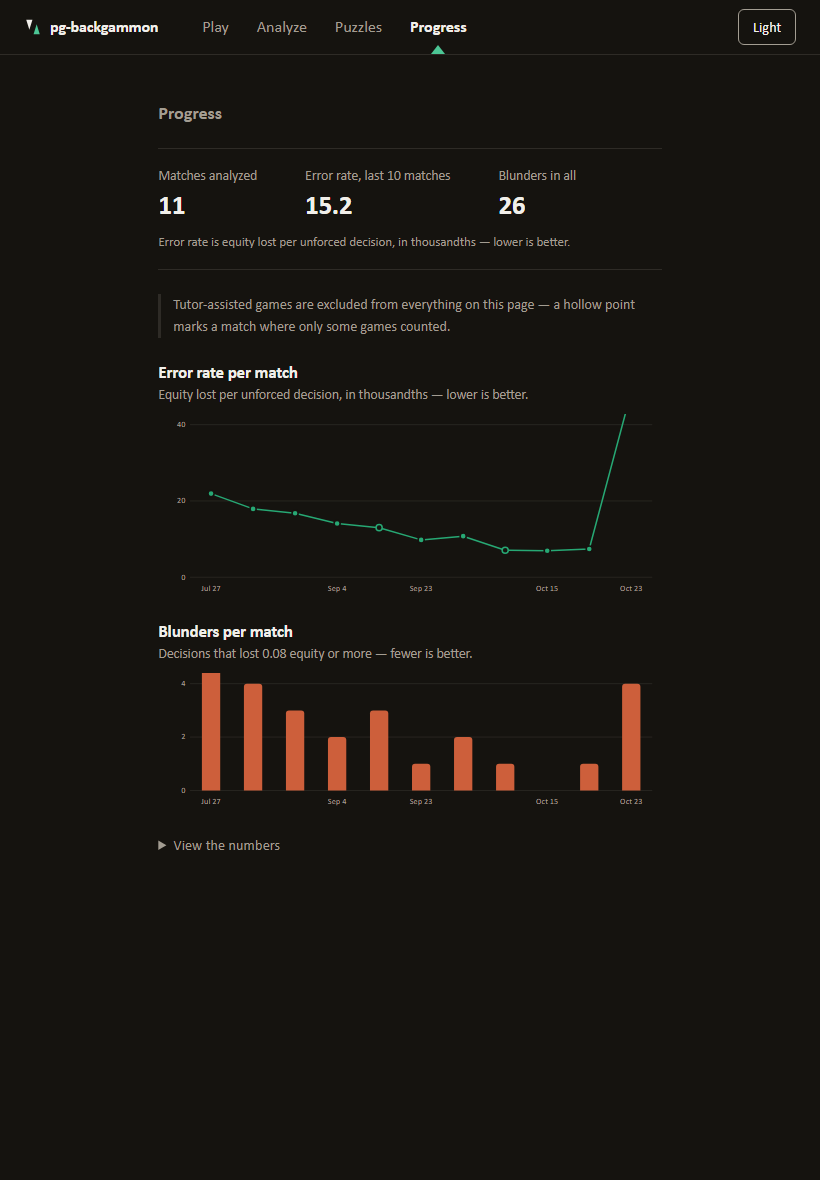 pg-backgammon Play Analyze Puzzles Progress Light
Progress
Matches analyzed Error rate, last 10 matches Blunders in all
11 15.2 26
Error rate is equity lost per unforced decision, in thousandths — lower is better.
Tutor-assisted games are excluded from everything on this page — a hollow point
marks a match where only some games counted.
Error rate per match
Equity lost per unforced decision, in thousandths — lower is better.
40
20
0
Jul 27 Sep 4 Sep 23 Oct 15 Oct 23
Blunders per match
Decisions that lost 0.08 equity or more — fewer is better.
4
2
0
Jul 27 Sep 4 Sep 23 Oct 15 Oct 23
View the numbers